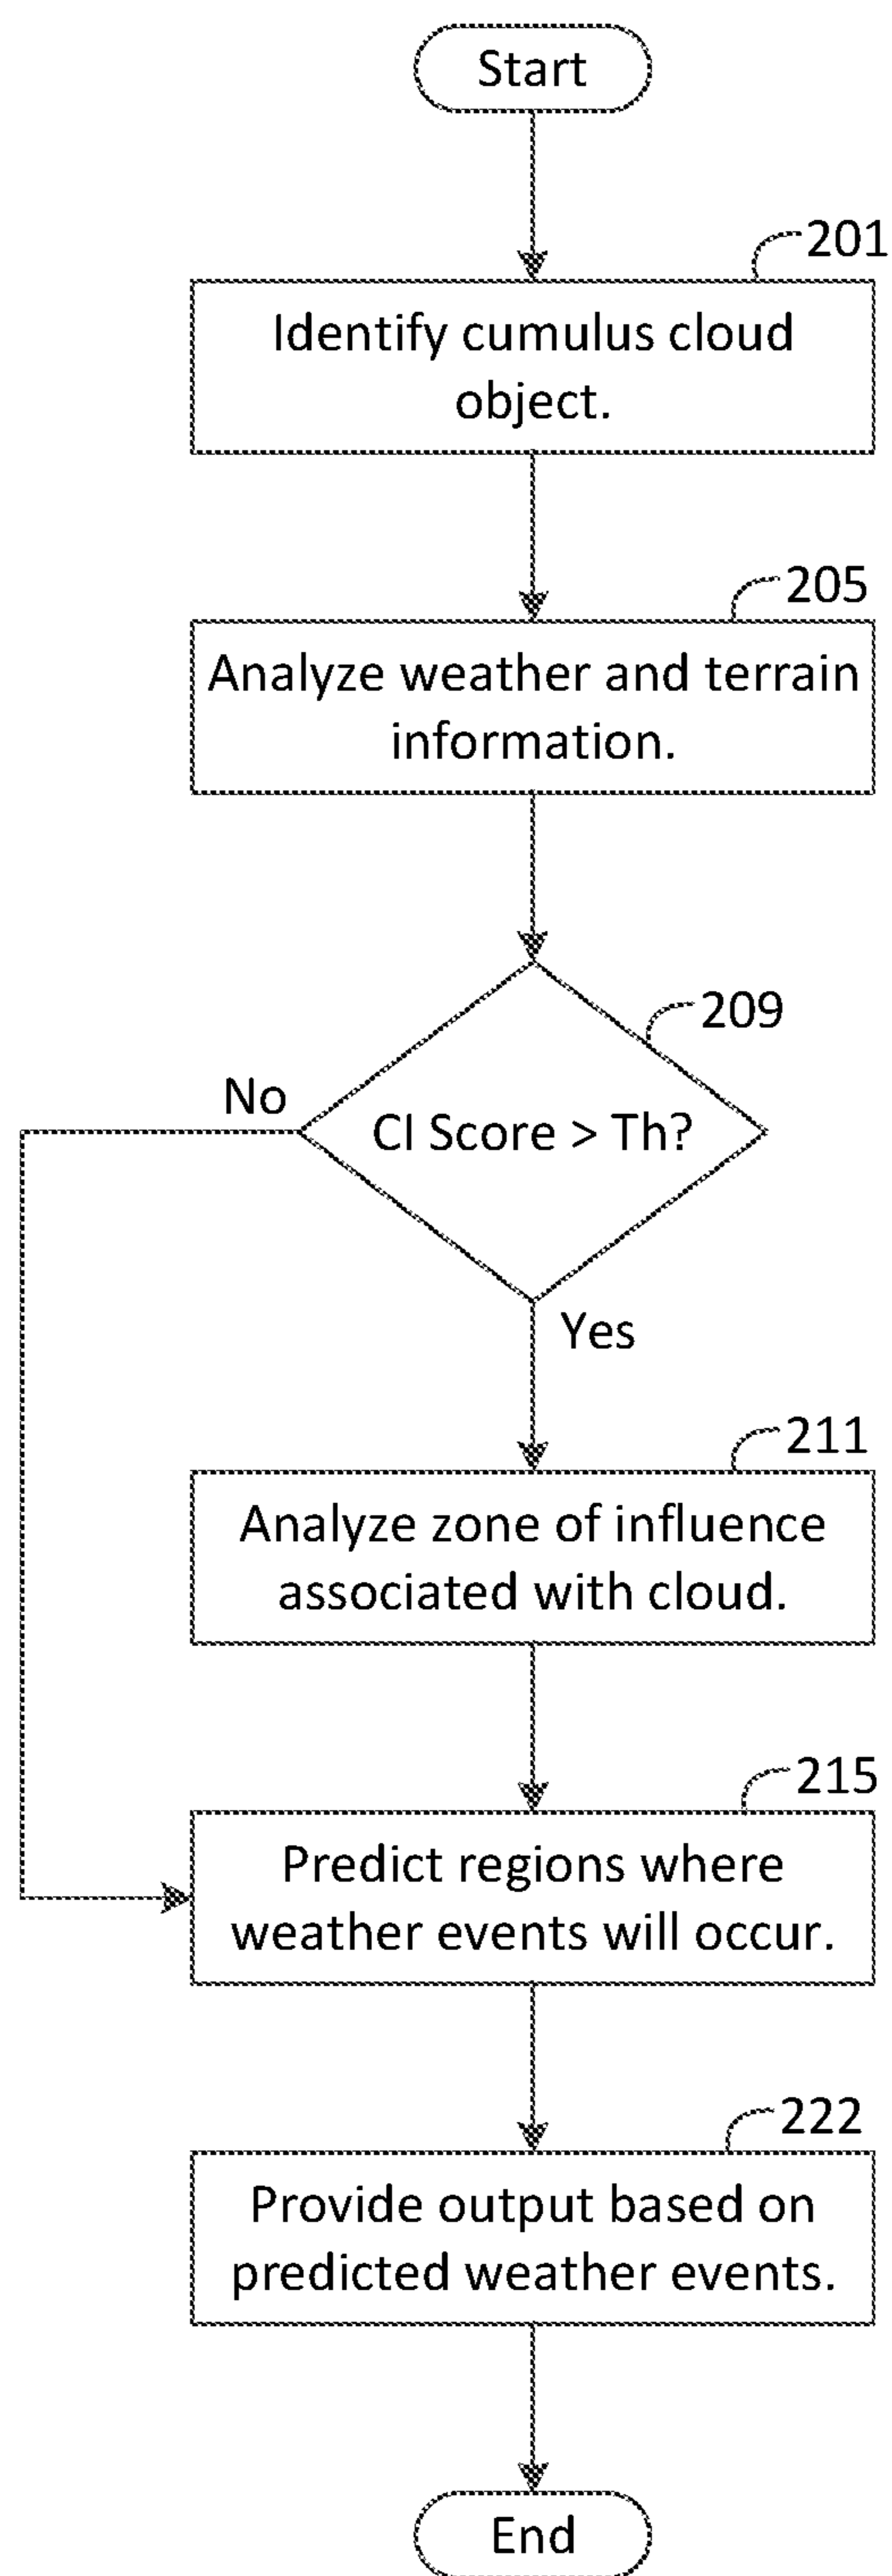 Start
201
Identify cumulus cloud
object.
205
Analyze weather and terrain
information.
209
No
CI Score > Th?
Yes
211
Analyze zone of influence
associated with cloud.
215
Predict regions where
weather events will occur.
222
Provide output based on
predicted weather events.
End